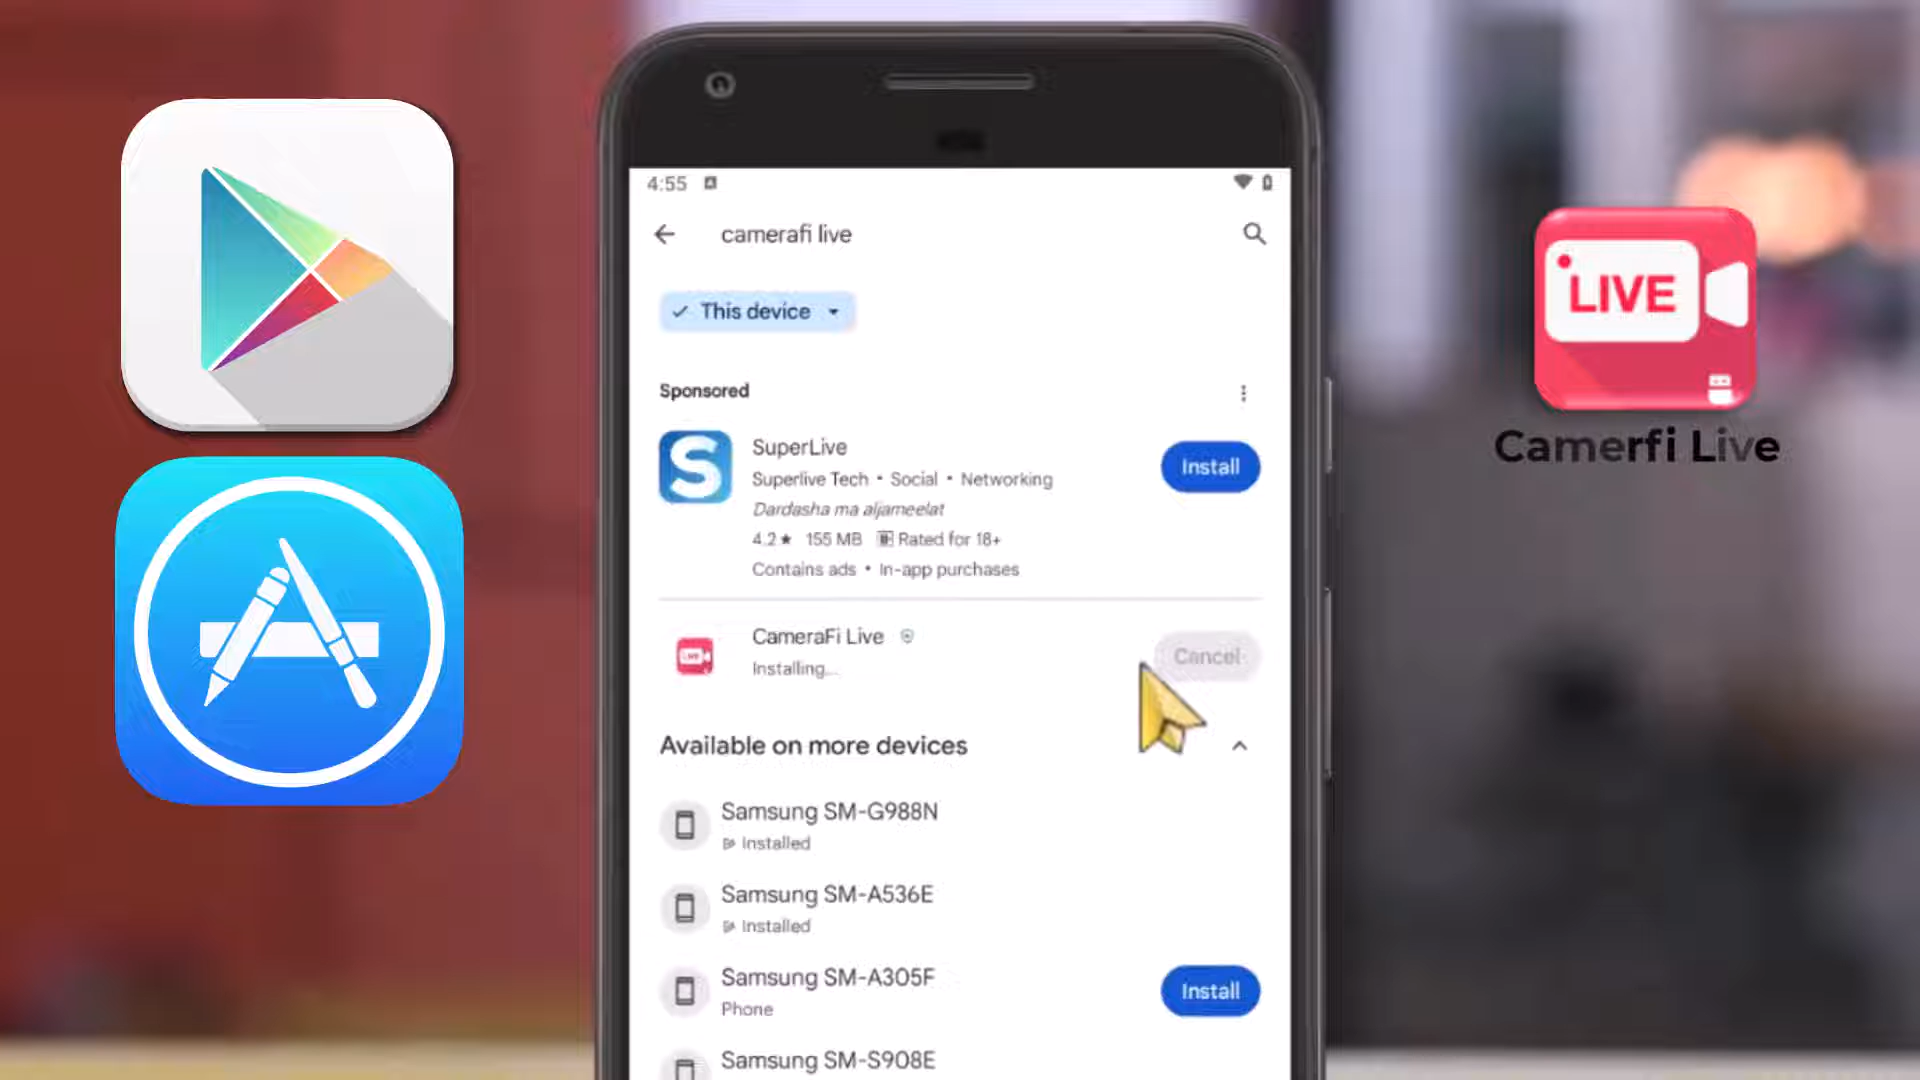 4:55
camerafi live
This device
Sponsored
SuperLive
Superlive Tech • Social • Networking
Dardasha ma aljameelat
4.2★ 155 MB Rated for 18+
Contains ads • In-app purchases
Install
CameraFi Live
Installing...
Cancel
Available on more devices
Samsung SM-G988N
Installed
Samsung SM-A536E
Installed
Samsung SM-A305F
Phone
Install
Samsung SM-S908E
LIVE
Camerfi Live